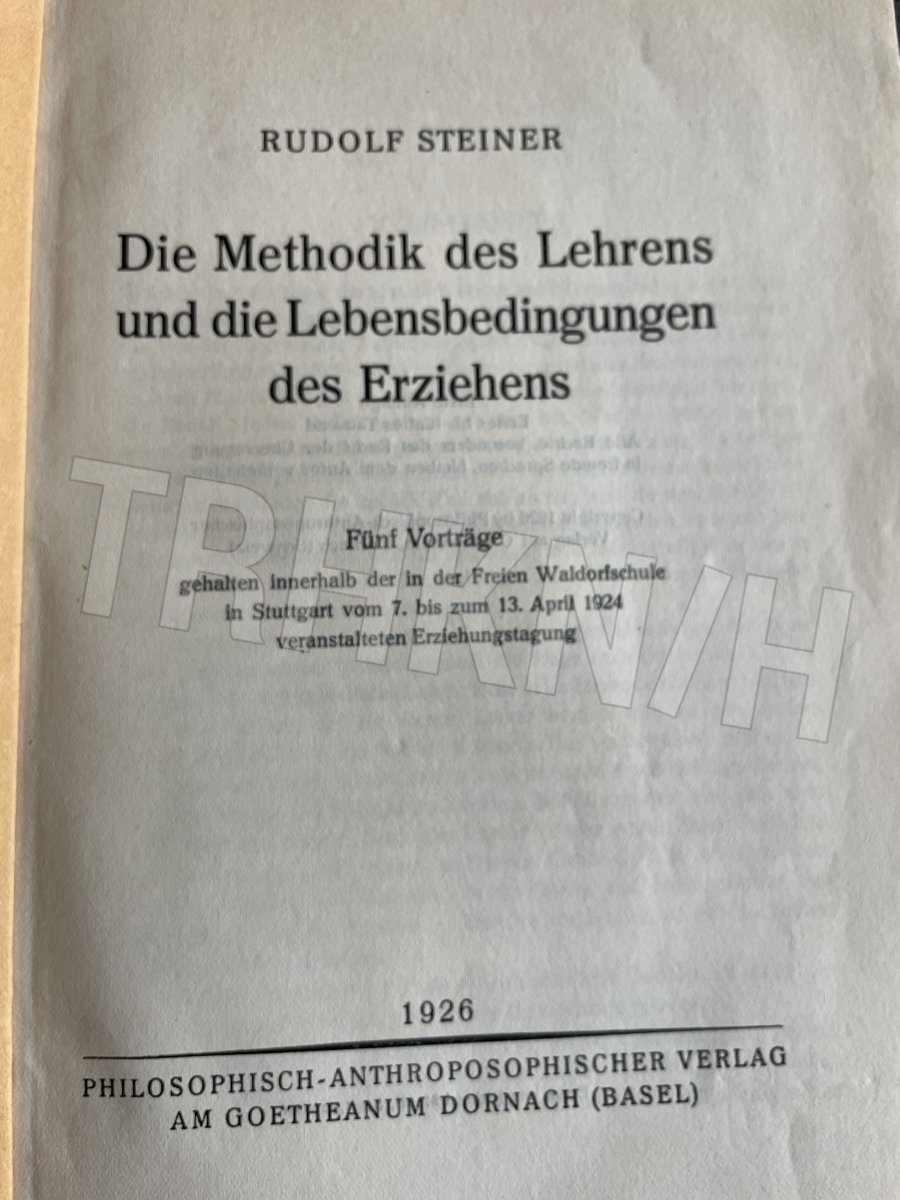 RUDOLF STEINER
Die Methodik des Lehrens
und die Lebensbedingungen
des Erziehens
Fünf Vorträge
gehalten innerhalb der in der Freien Waldorfschule
in Stuttgart vom 7. bis zum 13. April 1924
veranstalteten Erziehungstagung
TRHKN/H
1926
PHILOSOPHISCH-ANTHROPOSOPHISCHER VERLAG
AM GOETHEANUM DORNACH (BASEL)